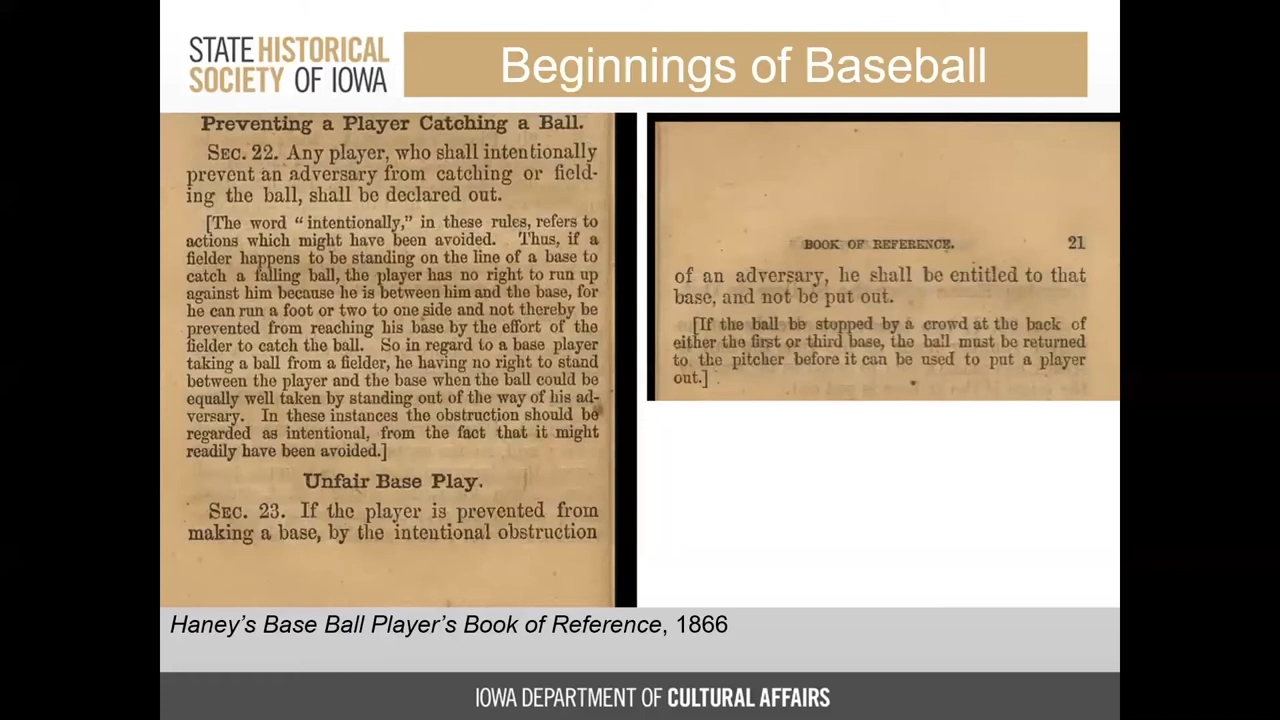 STATE HISTORICAL
SOCIETY OF IOWA
Beginnings of Baseball
Preventing a Player Catching a Ball.
SEC. 22. Any player, who shall intentionally
prevent an adversary from catching or field-
ing the ball, shall be declared out.
[The word “intentionally,” in these rules, refers to
actions which might have been avoided. Thus, if a
fielder happens to be standing on the line of a base to
catch a falling ball, the player has no right to run up
against him because he is between him and the base, for
he can run a foot or two to one side and not thereby be
prevented from reaching his base by the effort of the
fielder to catch the ball. So in regard to a base player
taking a ball from a fielder, he having no right to stand
between the player and the base when the ball could be
equally well taken by standing out of the way of his ad-
versary. In these instances the obstruction should be
regarded as intentional, from the fact that it might
readily have been avoided.]
Unfair Base Play.
SEC. 23. If the player is prevented from
making a base, by the intentional obstruction
BOOK OF REFERENCE. 21
of an adversary, he shall be entitled to that
base, and not be put out.
[If the ball be stopped by a crowd at the back of
either the first or third base, the ball must be returned
to the pitcher before it can be used to put a player
out.]
Haney's Base Ball Player's Book of Reference, 1866
IOWA DEPARTMENT OF CULTURAL AFFAIRS